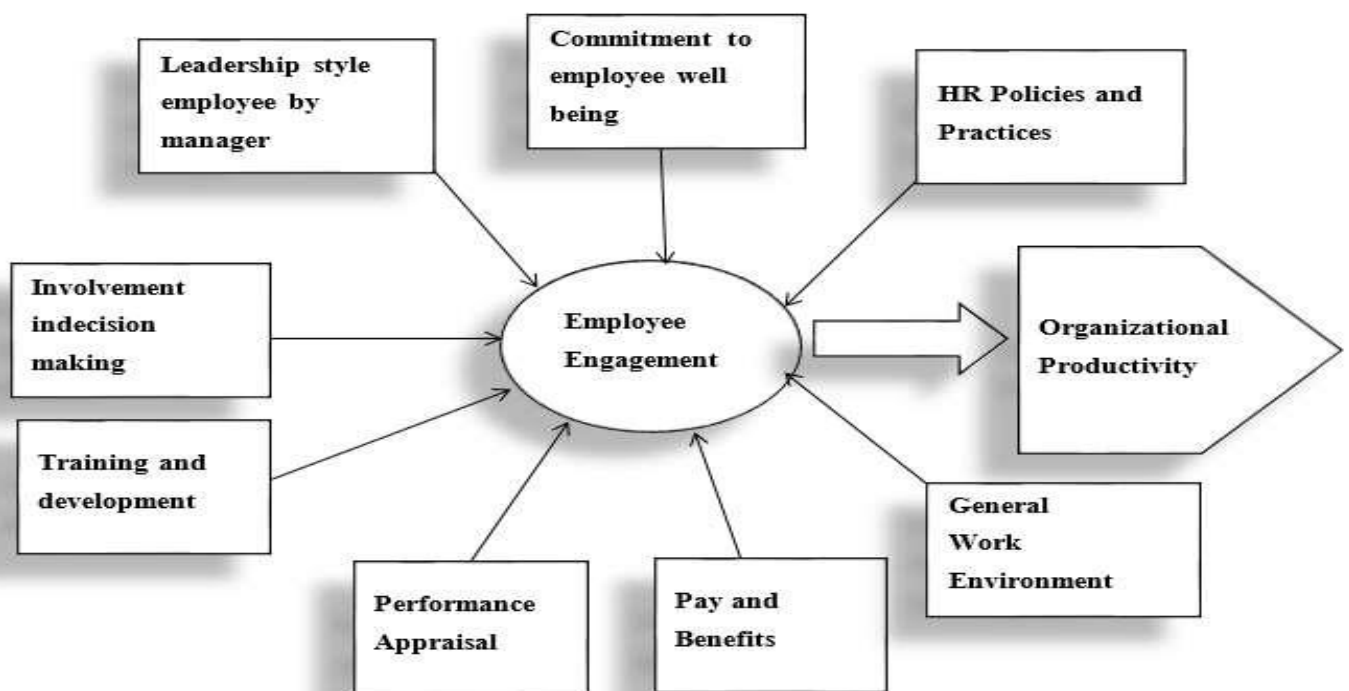 Leadership style
employee by
manager
Commitment to
employee well
being
HR Policies and
Practices
Involvement
indecision
making
Employee
Engagement
Organizational
Productivity
Training and
development
Performance
Appraisal
Pay and
Benefits
General
Work
Environment